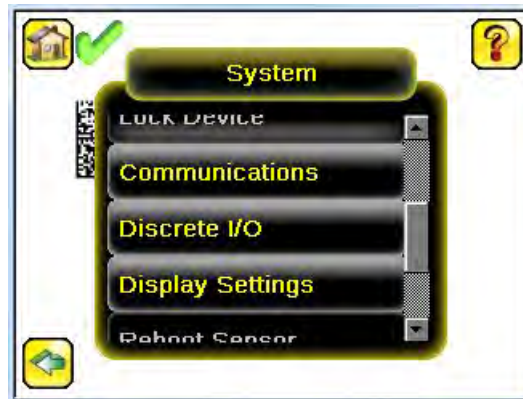 System
Lock Device
Communications
Discrete I/O
Display Settings
Reboot Sensor
?